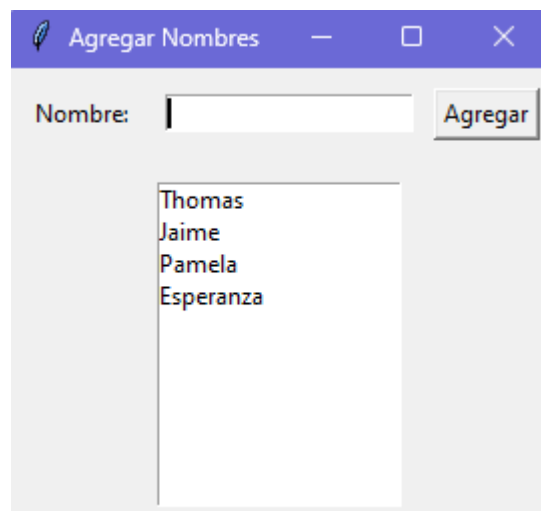 Agregar Nombres
Nombre: Agregar
Thomas
Jaime
Pamela
Esperanza